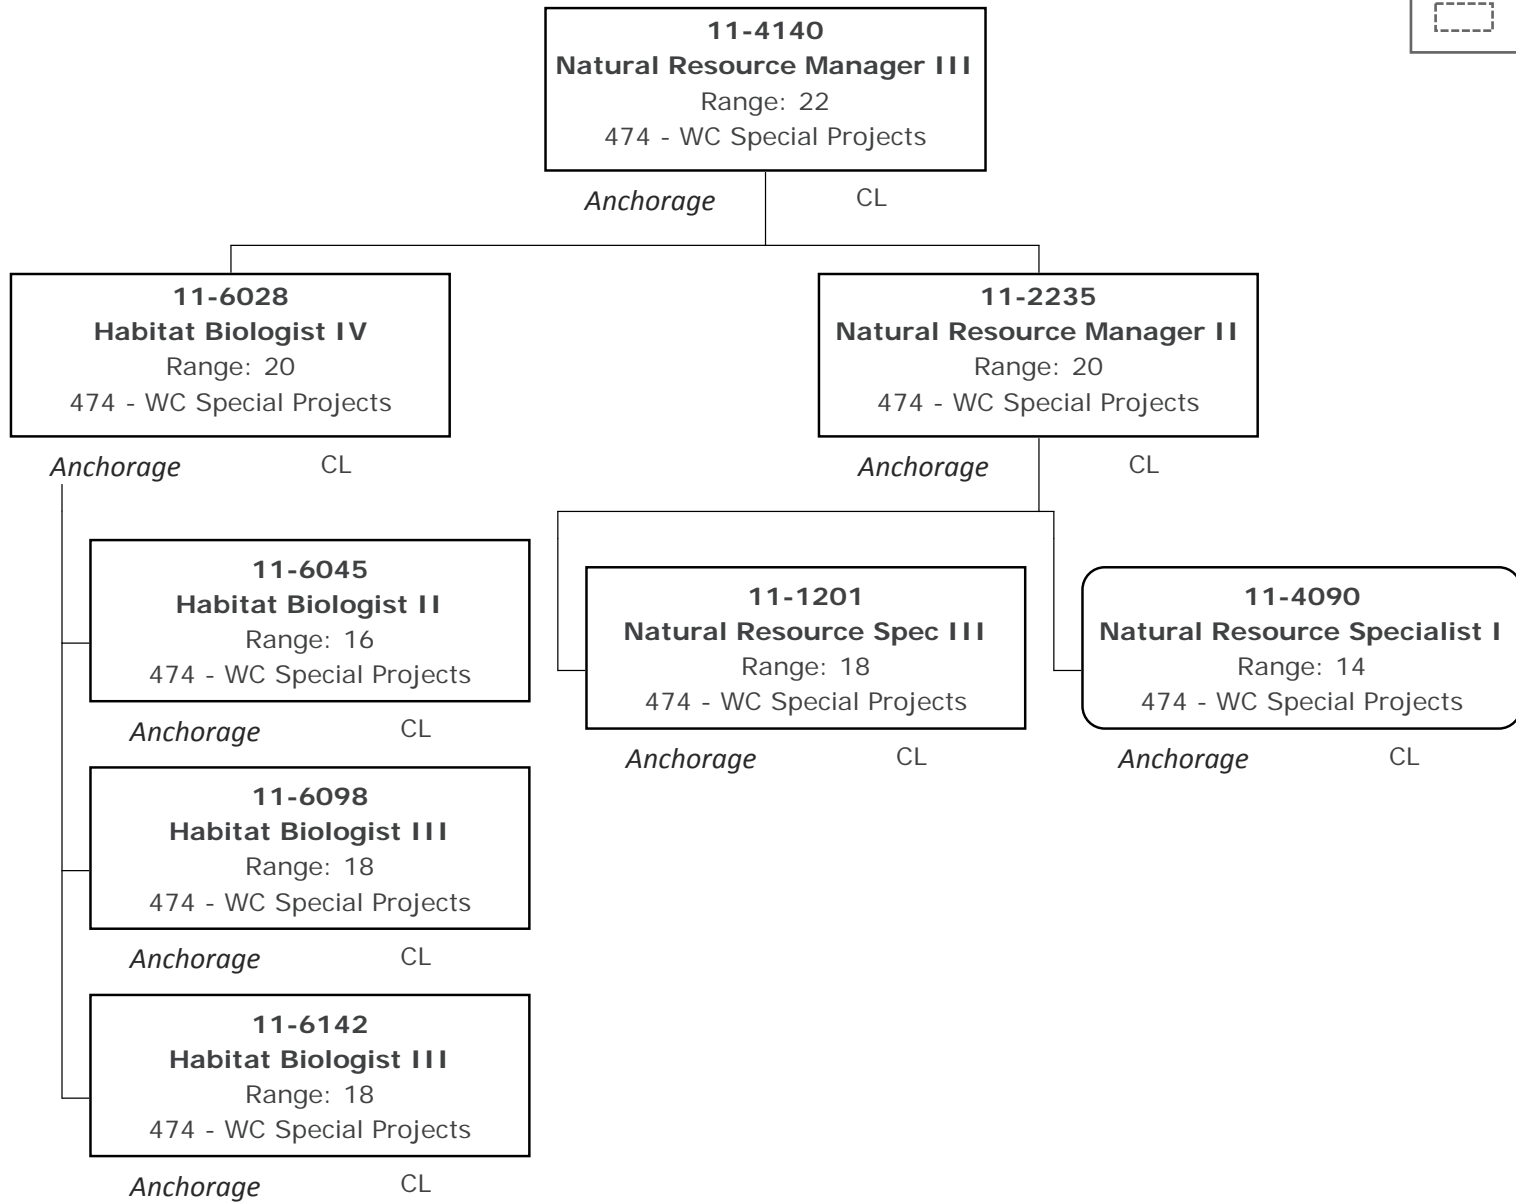 11-4140
Natural Resource Manager III
Range: 22
474 - WC Special Projects
Anchorage CL
11-6028
Habitat Biologist IV
Range: 20
474 - WC Special Projects
Anchorage CL
11-2235
Natural Resource Manager II
Range: 20
474 - WC Special Projects
Anchorage CL
11-6045
Habitat Biologist II
Range: 16
474 - WC Special Projects
Anchorage CL
11-6098
Habitat Biologist III
Range: 18
474 - WC Special Projects
Anchorage CL
11-6142
Habitat Biologist III
Range: 18
474 - WC Special Projects
Anchorage CL
11-1201
Natural Resource Spec III
Range: 18
474 - WC Special Projects
Anchorage CL
11-4090
Natural Resource Specialist I
Range: 14
474 - WC Special Projects
Anchorage CL